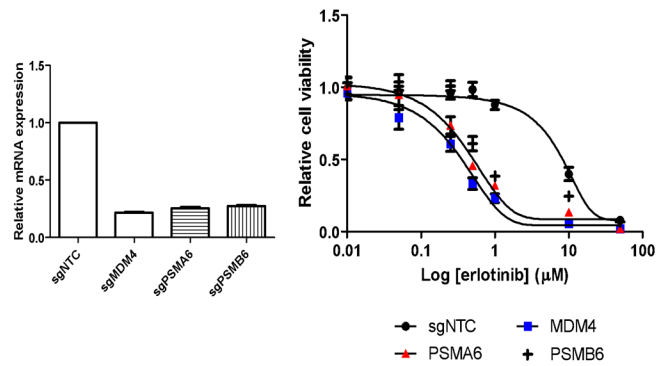 Relative mRNA expression
1.5
1.0
0.5
0.0
sgNTC
sgMDM4
sgPSMA6
sgPSMB6
Relative cell viability
1.5
1.0
0.5
0.0
0.01
0.1
1
10
100
Log [erlotinib] (μM)
sgNTC
MDM4
PSMA6
PSMB6